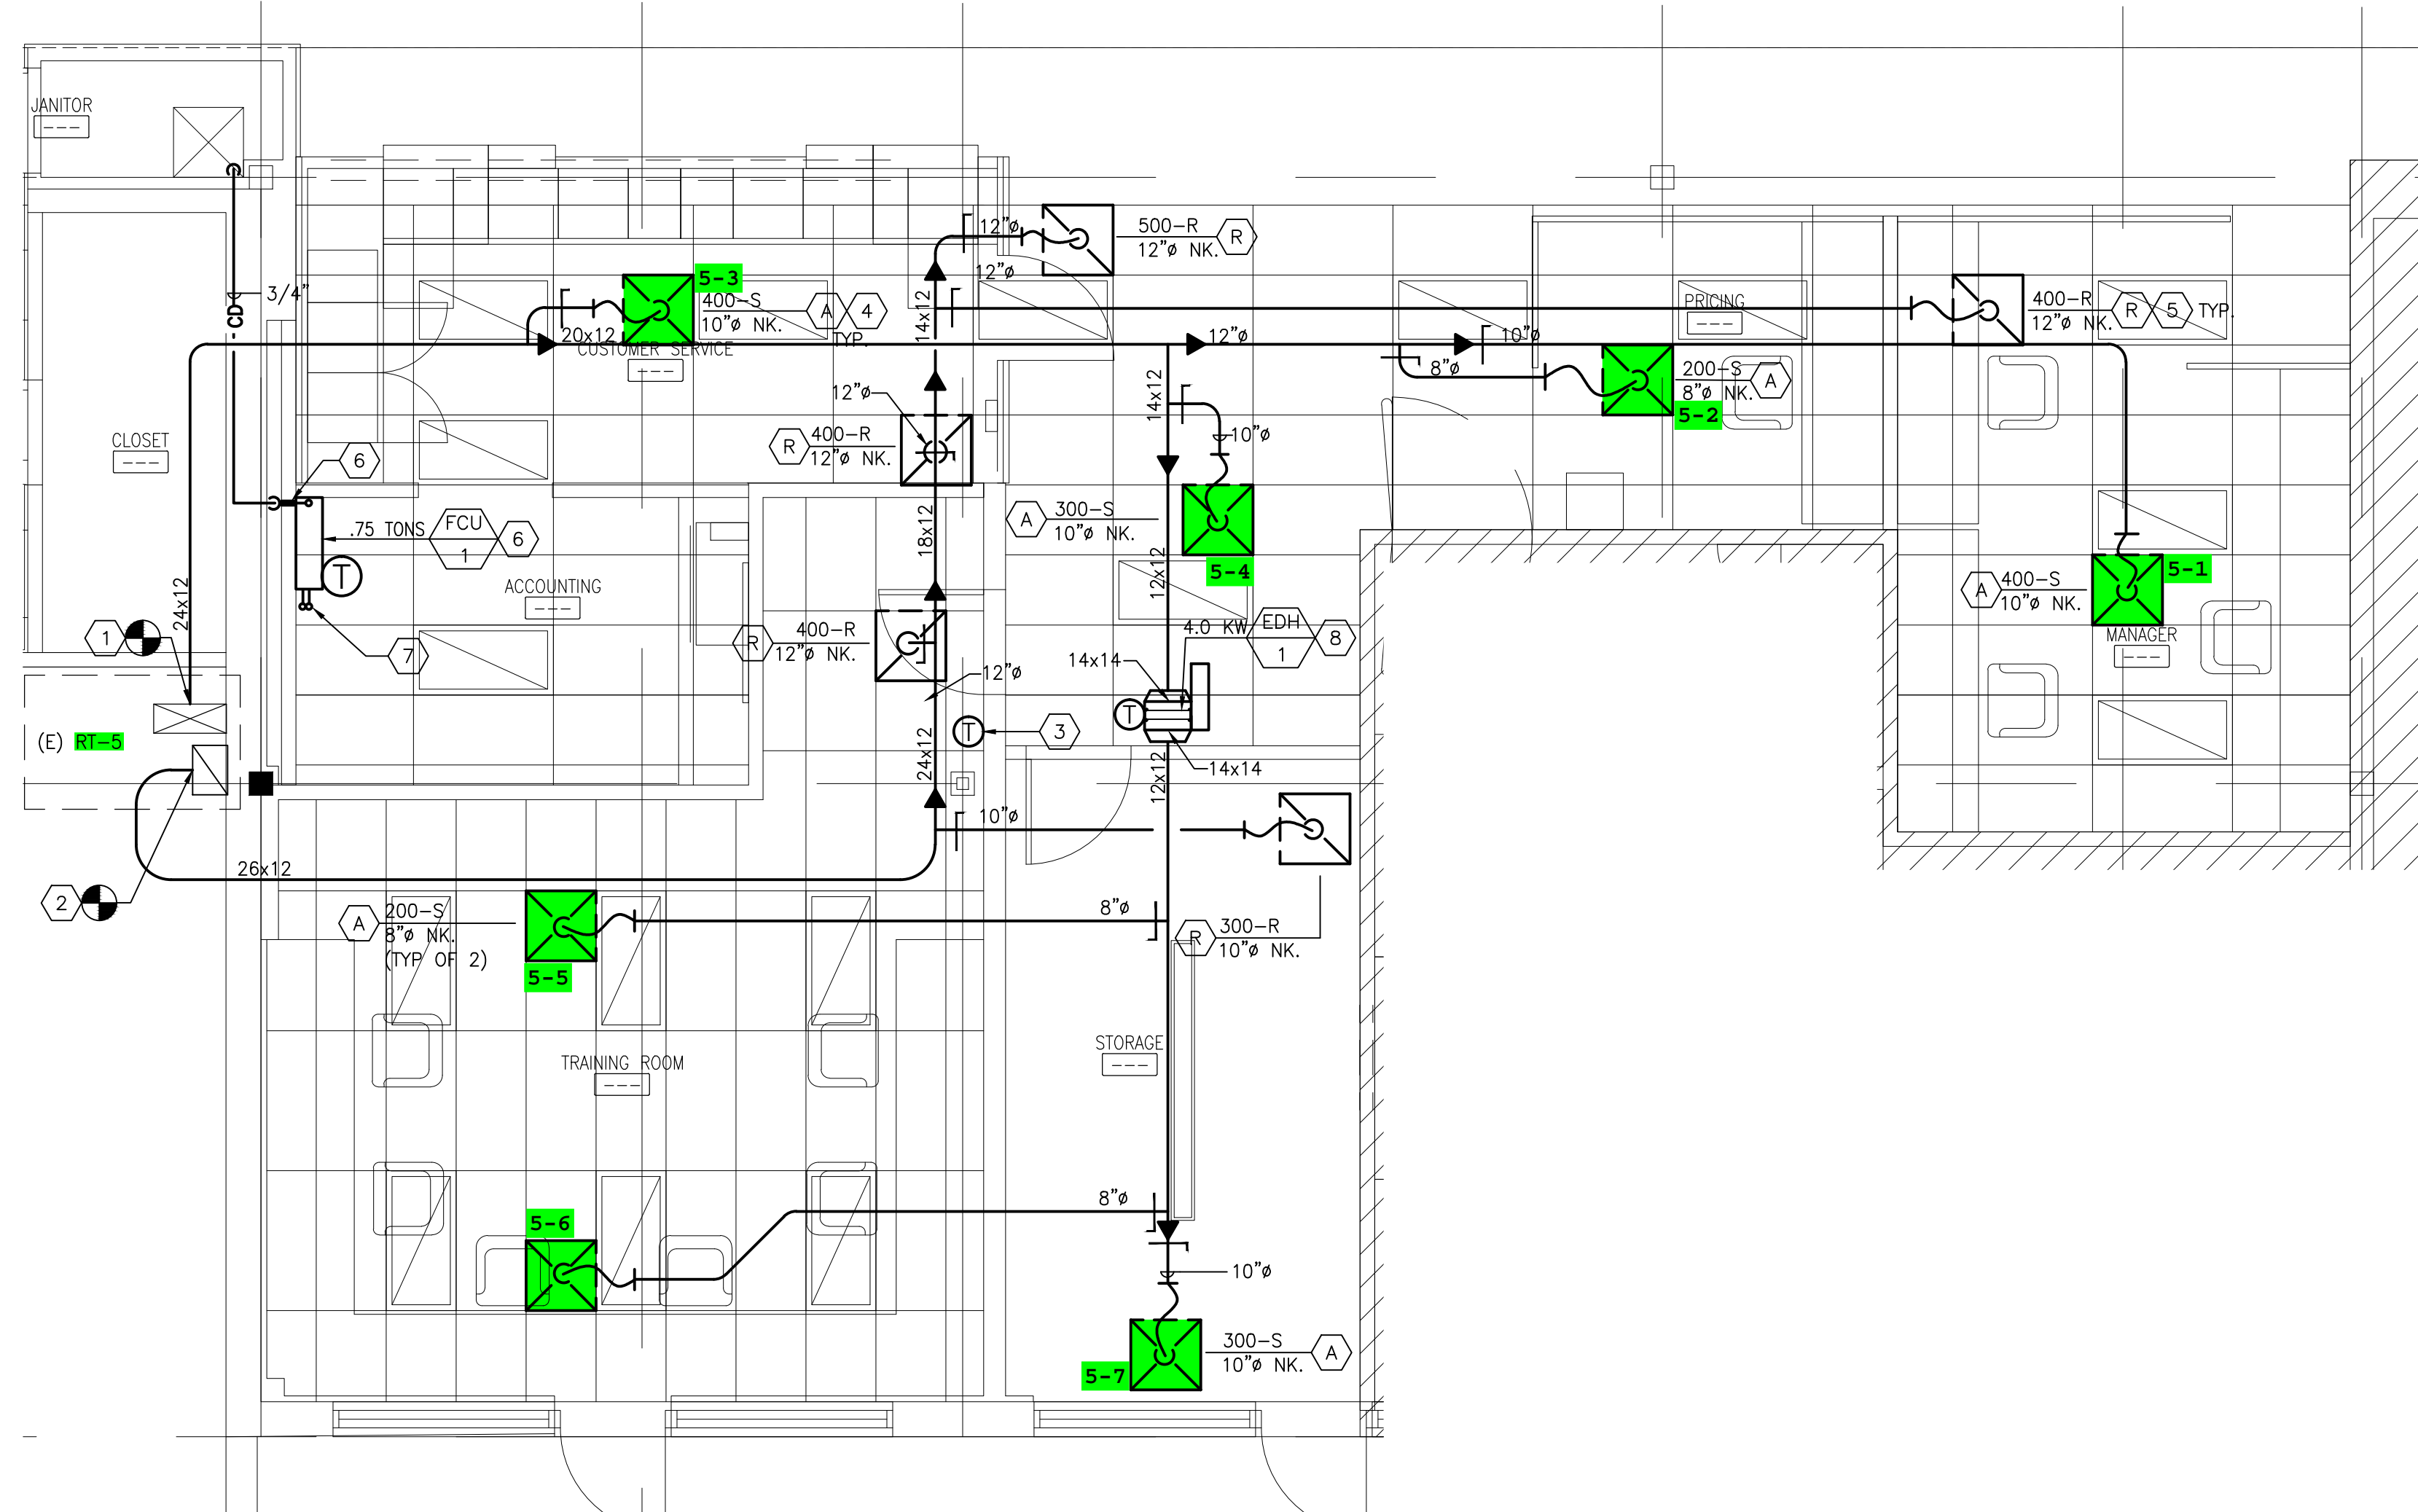 JANITOR
---
3/4"
CD
CLOSET
---
24x12
1
(E) RT-5
2
26x12
5-3
400-S
10"ø NK.
A
4
TYP.
20x12
CUSTOMER SERVICE
---
12"ø
500-R
12"ø NK.
R
12"ø
14x12
12"ø
R
400-R
12"ø NK.
6
.75 TONS
FCU
1
6
T
7
ACCOUNTING
---
18x12
R
400-R
12"ø NK.
12"ø
24x12
T
3
10"ø
12"ø
14x12
10"ø
A
300-S
10"ø NK.
5-4
12x12
4.0 KW
EDH
1
8
14x14
T
14x14
12x12
R
300-R
10"ø NK.
10"ø
8"ø
200-S
8"ø NK.
A
5-2
PRICING
---
400-R
12"ø NK.
R
5
TYP.
A
400-S
10"ø NK.
5-1
MANAGER
---
A
200-S
8"ø NK.
(TYP OF 2)
5-5
8"ø
TRAINING ROOM
---
STORAGE
---
5-6
8"ø
10"ø
5-7
300-S
10"ø NK.
A